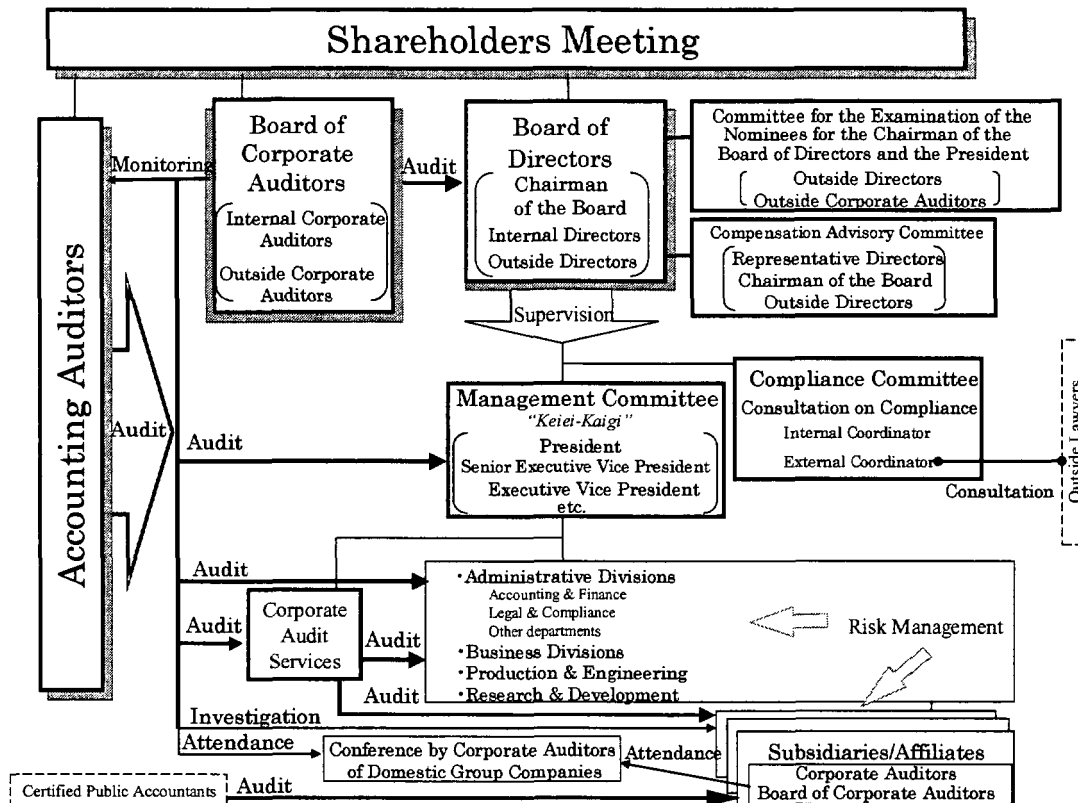 Shareholders Meeting
Accounting Auditors
Monitoring
Board of
Corporate
Auditors
Internal Corporate
Auditors
Outside Corporate
Auditors
Audit
Board of
Directors
Chairman
of the Board
Internal Directors
Outside Directors
Committee for the Examination of the
Nominees for the Chairman of the
Board of Directors and the President
Outside Directors
Outside Corporate Auditors
Compensation Advisory Committee
Representative Directors
Chairman of the Board
Outside Directors
Supervision
Audit
Audit
Management Committee
"Keiei-Kaigi"
President
Senior Executive Vice President
Executive Vice President
etc.
Compliance Committee
Consultation on Compliance
Internal Coordinator
External Coordinator
Consultation
Outside Lawyers
Audit
・Administrative Divisions
Accounting & Finance
Legal & Compliance
Other departments
・Business Divisions
・Production & Engineering
・Research & Development
Risk Management
Audit
Corporate
Audit
Services
Audit
Audit
Investigation
Attendance
Conference by Corporate Auditors
of Domestic Group Companies
Attendance
Subsidiaries/Affiliates
Corporate Auditors
Board of Corporate Auditors
Certified Public Accountants
Audit